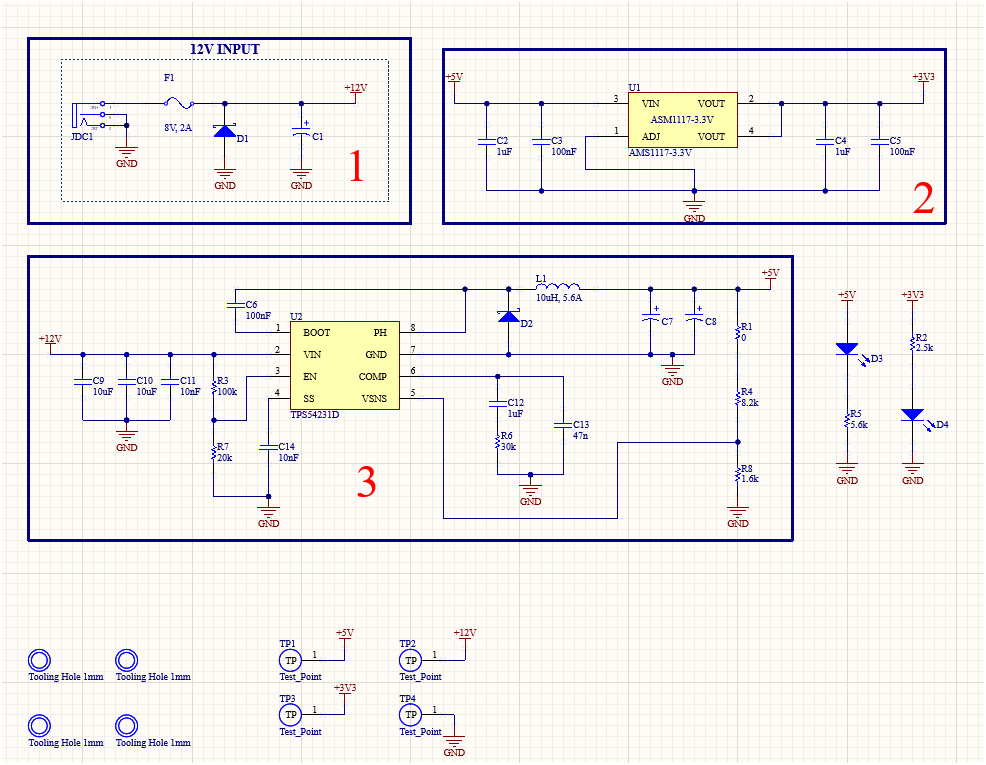 12V INPUT
F1
+12V
8V, 2A
D1
C1
JDC1
GND
GND
GND
1
+5V
+3V3
U1
3
VIN
VOUT
2
ASM1117-3.3V
1
ADJ
VOUT
4
AMS1117-3.3V
C2
1uF
C3
100nF
C4
1uF
C5
100nF
GND
2
+5V
L1
10uH, 5.6A
C6
100nF
D2
C7
C8
R1
0
U2
1
BOOT
PH
8
2
VIN
GND
7
3
EN
COMP
6
4
SS
VSNS
5
TPS54231D
+12V
C9
10uF
C10
10uF
C11
10nF
R3
100k
GND
R7
20k
C14
10nF
GND
C12
1uF
R6
30k
C13
47n
GND
GND
R4
8.2k
R8
1.6k
GND
3
+5V
D3
R5
5.6k
GND
+3V3
R2
2.5k
D4
GND
Tooling Hole 1mm
Tooling Hole 1mm
Tooling Hole 1mm
Tooling Hole 1mm
TP1
TP
1
+5V
Test_Point
TP2
TP
1
+12V
Test_Point
TP3
TP
1
+3V3
Test_Point
TP4
TP
1
Test_Point
GND